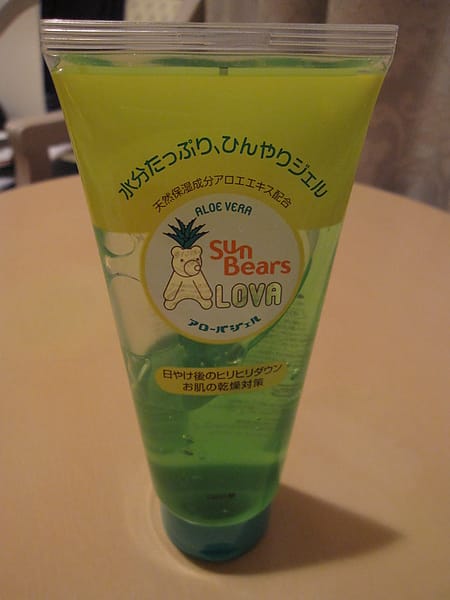 水分たっぷり、ひんやりジェル
天然保湿成分アロエエキス配合
ALOE VERA
Sun
Bears
ALOVA
アローバジェル
日やけ後のヒリヒリダウン
お肌の乾燥対策